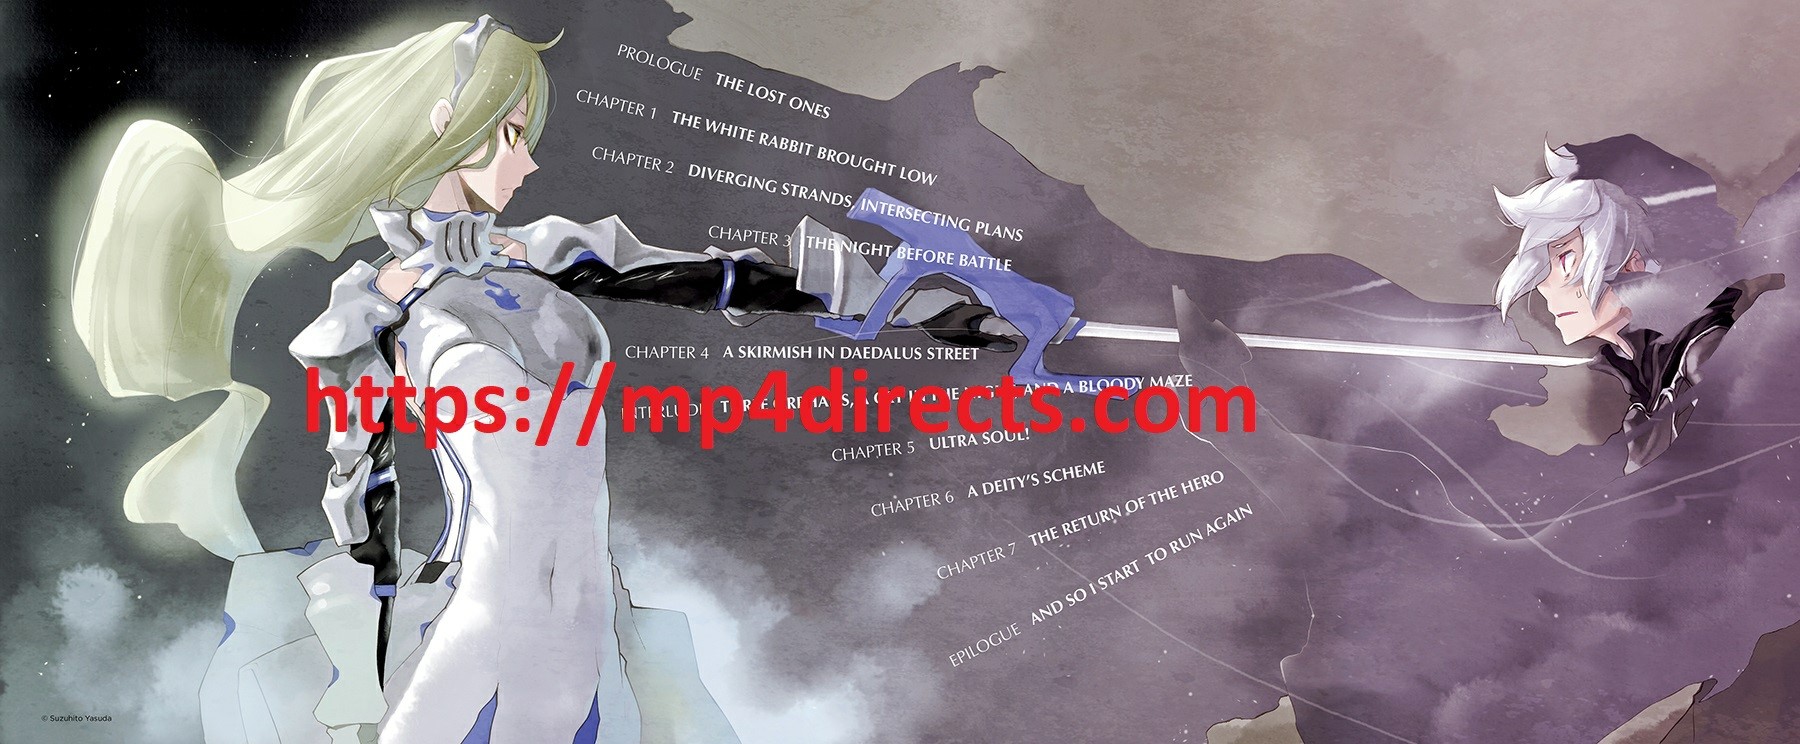 PROLOGUE THE LOST ONES
CHAPTER 1 THE WHITE RABBIT BROUGHT LOW
CHAPTER 2 DIVERGING STRANDS, INTERSECTING PLANS
CHAPTER 3 THE NIGHT BEFORE BATTLE
CHAPTER 4 A SKIRMISH IN DAEDALUS STREET
INTERLUDE AND A BLOODY MAZE
https://mp4directs.com
CHAPTER 5 ULTRA SOUL!
CHAPTER 6 A DEITY'S SCHEME
CHAPTER 7 THE RETURN OF THE HERO
EPILOGUE AND SO I START TO RUN AGAIN
© Suzuhito Yasuda